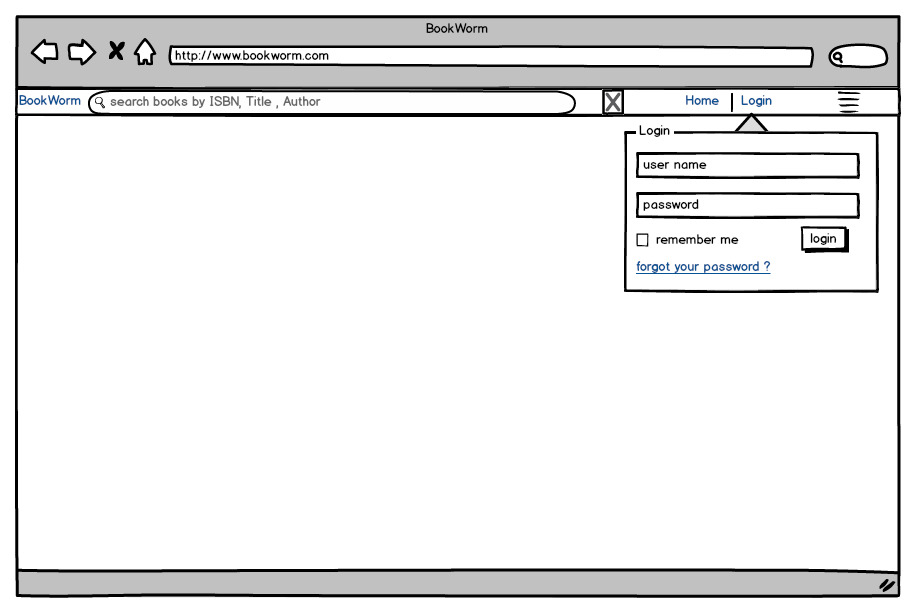 BookWorm
http://www.bookworm.com
BookWorm search books by ISBN, Title , Author Home Login
Login
user name
password
remember me login
forgot your password ?